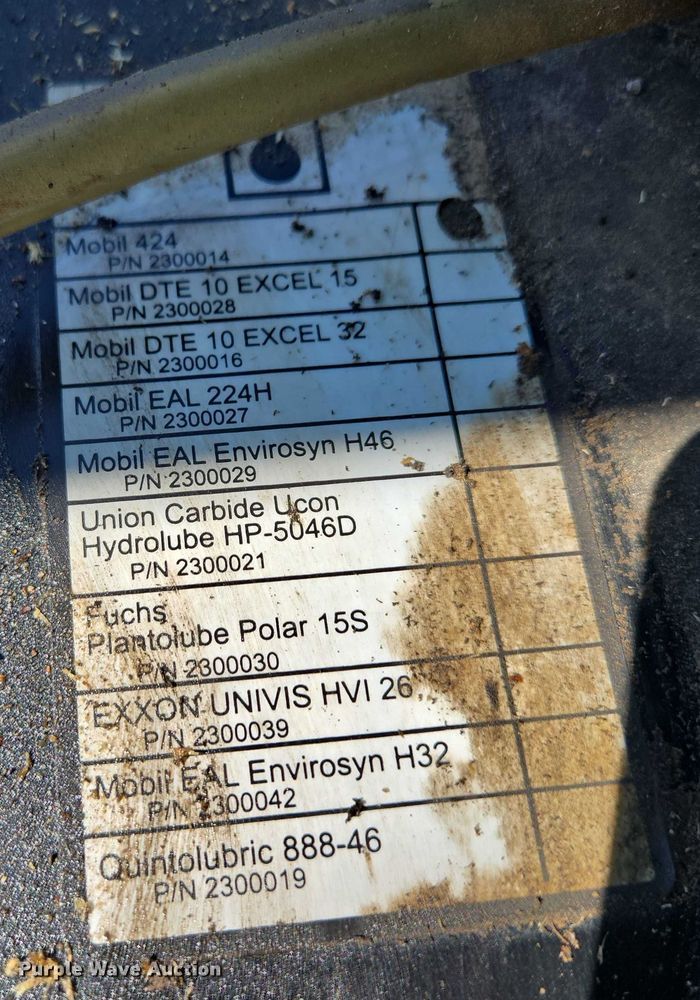 Mobil 424
P/N 2300014
Mobil DTE 10 EXCEL 15
P/N 2300028
Mobil DTE 10 EXCEL 32
P/N 2300016
Mobil EAL 224H
P/N 2300027
Mobil EAL Envirosyn H46
P/N 2300029
Union Carbide Ucon
Hydrolube HP-5046D
P/N 2300021
Fuchs
Plantolube Polar 15S
P/N 2300030
EXXON UNIVIS HVI 26
P/N 2300039
Mobil EAL Envirosyn H32
P/N 2300042
Quintolubric 888-46
P/N 2300019
Purple Wave Auction